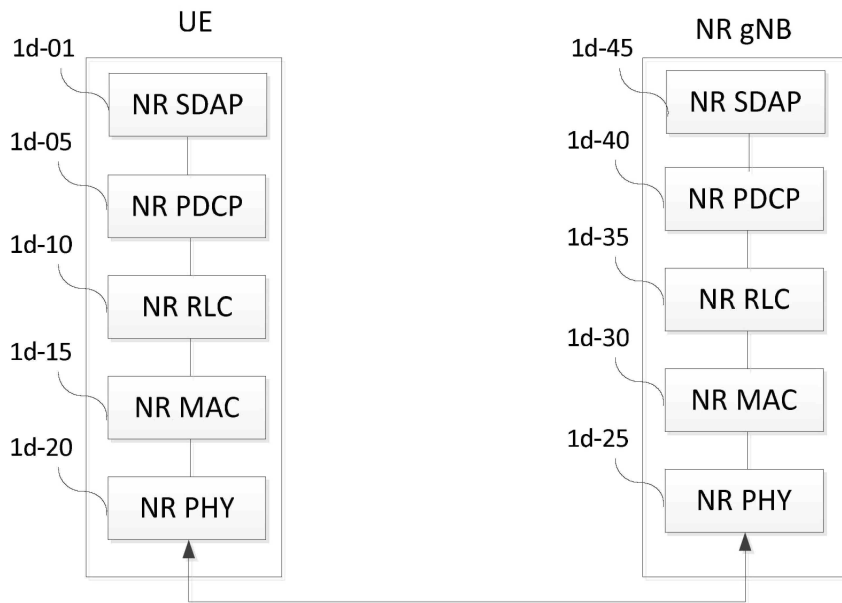 UE
NR gNB
1d-01
NR SDAP
1d-45
NR SDAP
1d-05
NR PDCP
1d-40
NR PDCP
1d-10
NR RLC
1d-35
NR RLC
1d-15
NR MAC
1d-30
NR MAC
1d-20
NR PHY
1d-25
NR PHY